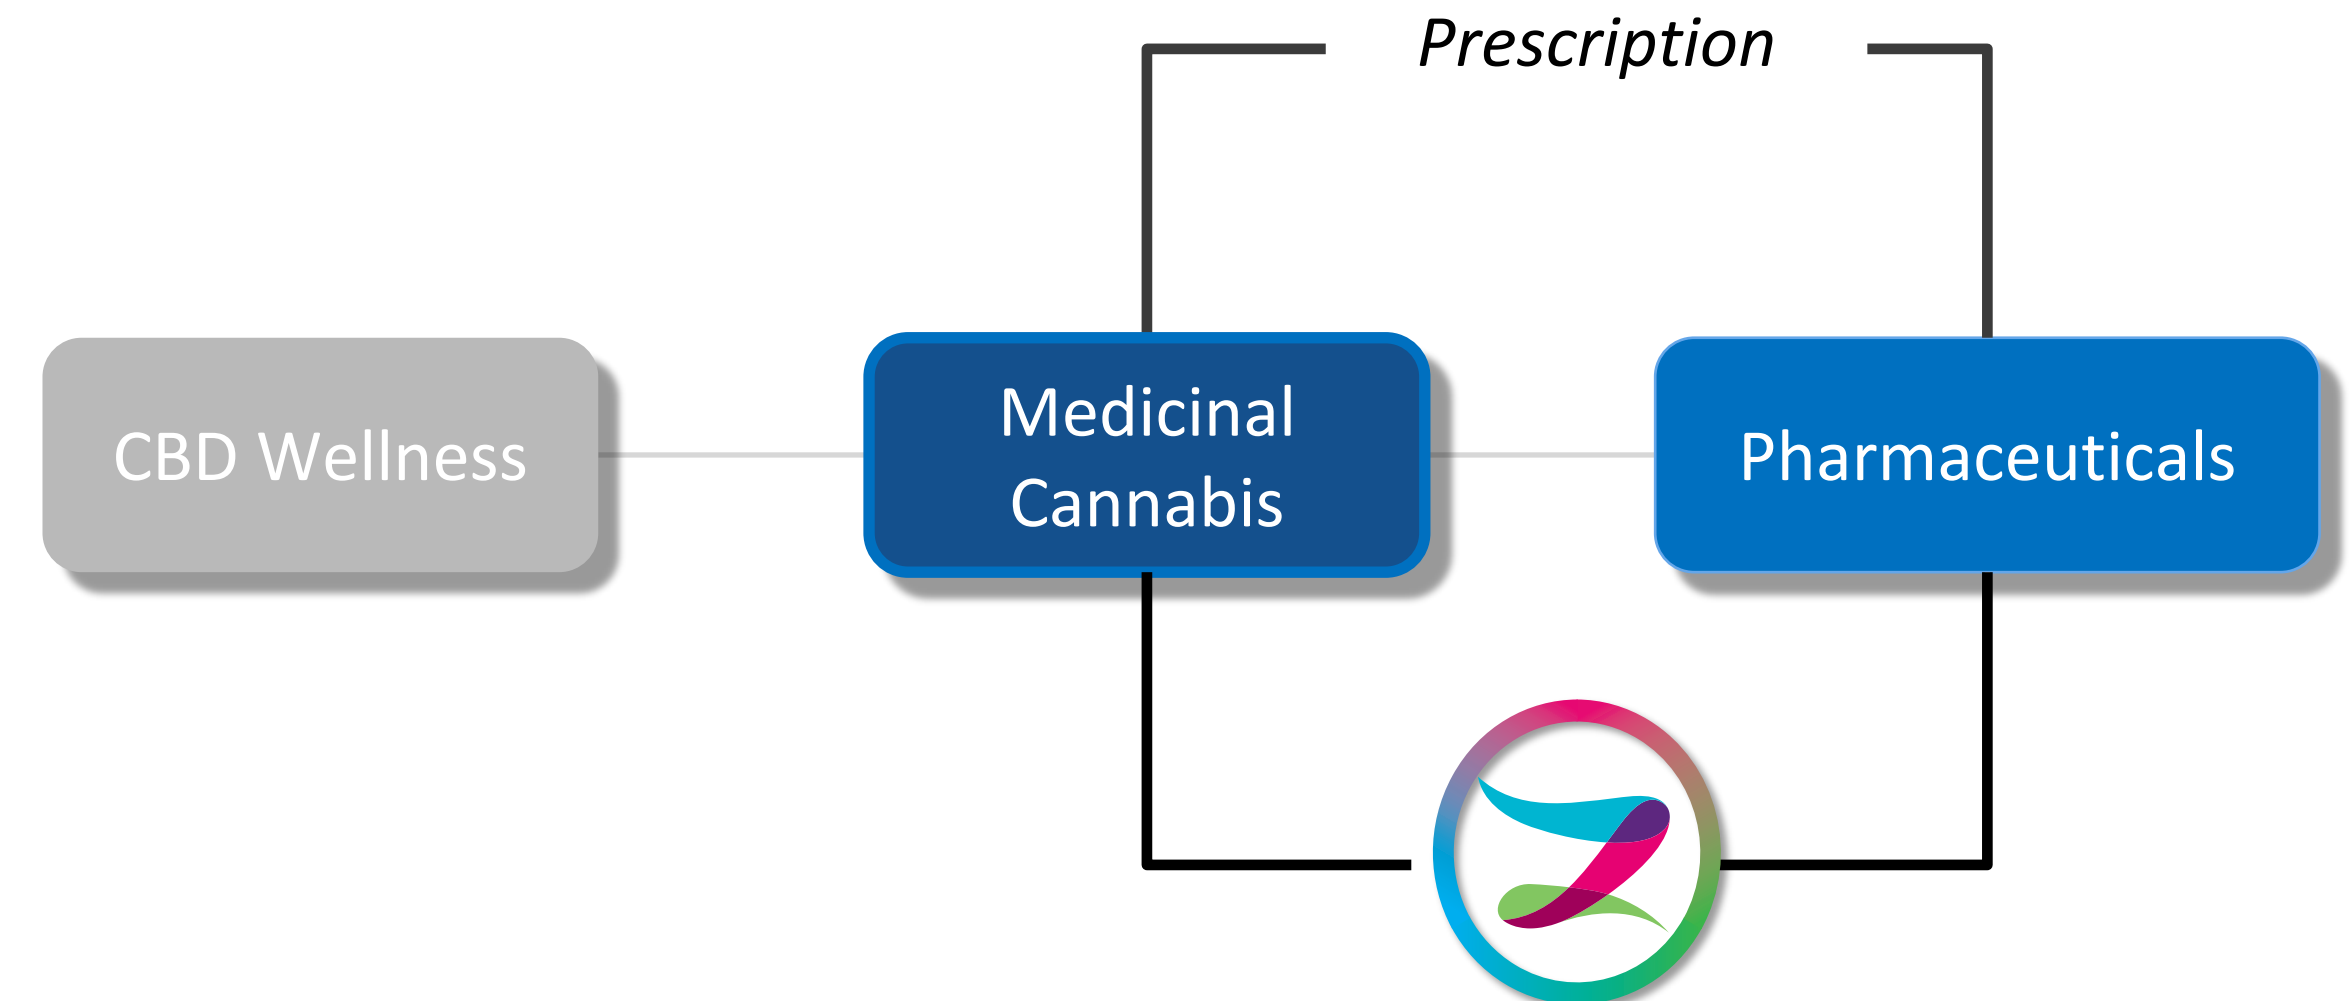 Prescription
CBD Wellness
Medicinal
Cannabis
Pharmaceuticals